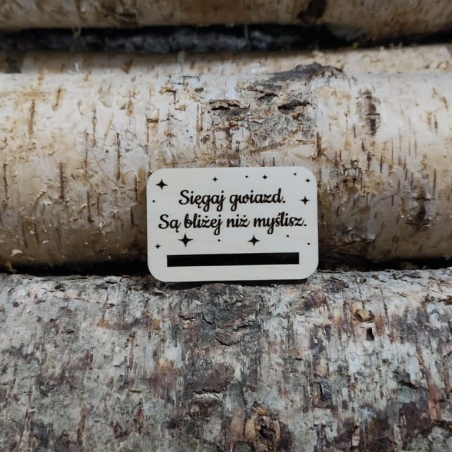 Sięgaj gwiazd.
Są bliżej niż myślisz.